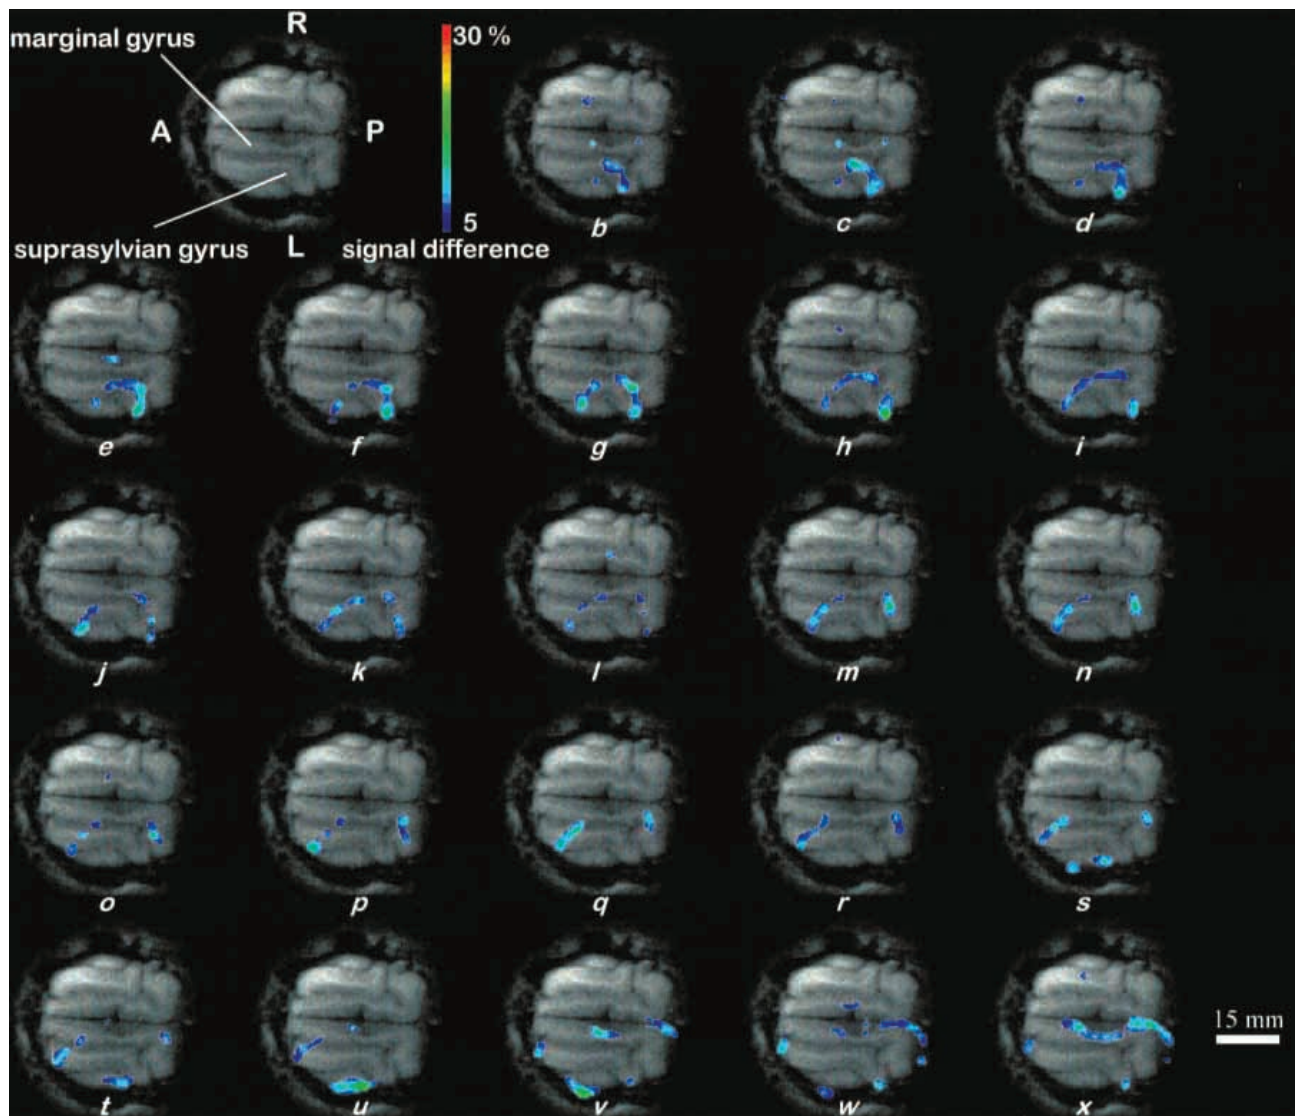 R
marginal gyrus
30 %
A
P
5
b
c
d
suprasylvian gyrus
L
signal difference
e
f
g
h
i
j
k
l
m
n
o
p
q
r
s
15 mm
t
u
v
w
x